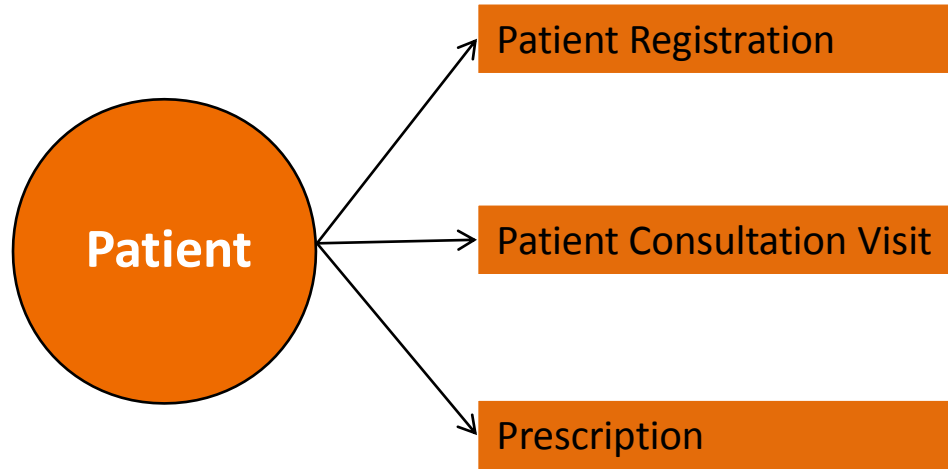 Patient Registration
Patient
Patient Consultation Visit
Prescription